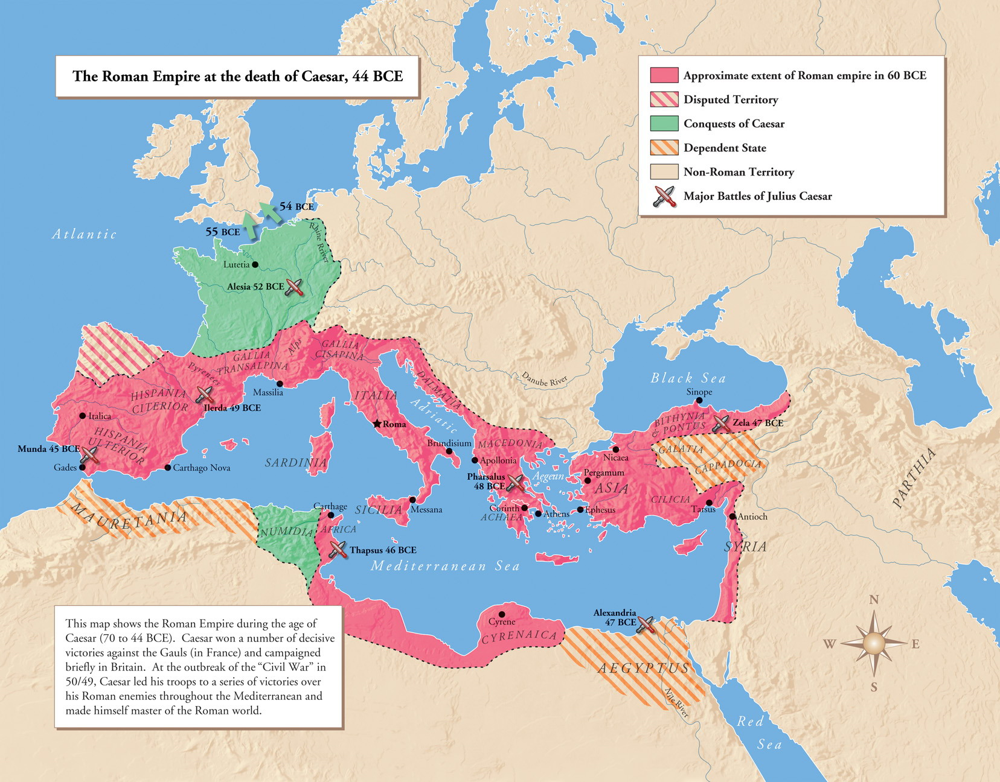 The Roman Empire at the death of Caesar, 44 BCE
Approximate extent of Roman empire in 60 BCE
Disputed Territory
Conquests of Caesar
Dependent State
Non-Roman Territory
Major Battles of Julius Caesar
Atlantic
54 BCE
55 BCE
Rhine Rriver
Lutetia
Alesia 52 BCE
Alps
GALLIA
CISAPINA
GALLIA
TRANSALPINA
Pyrenees
Massilia
HISPANIA
CITERIOR
Ilerda 49 BCE
Italica
HISPANIA
ULTERIOR
Munda 45 BCE
Gades
Carthago Nova
ITALIA
Roma
DALMATIA
Adriatic
Danube River
Black Sea
Sinope
BITHYNIA
& PONTUS
Zela 47 BCE
Brundisium
MACEDONIA
Apollonia
Nicaea
GALATIA
CAPPADOCIA
SARDINIA
Pharsalus
48 BCE
Aegean
Pergamum
ASIA
PARTHIA
CILICIA
Tarsus
Corinth
ACHAEA
Athens
Ephesus
Antioch
SYRIA
MAURETANIA
NUMIDIA
Carthage
AFRICA
SICILIA
Messana
Thapsus 46 BCE
Mediterranean Sea
Cyrene
CYRENAICA
Alexandria
47 BCE
AEGYPTUS
Nile River
Red
Sea
N
W
E
S
This map shows the Roman Empire during the age of
Caesar (70 to 44 BCE).  Caesar won a number of decisive
victories against the Gauls (in France) and campaigned
briefly in Britain.  At the outbreak of the “Civil War” in
50/49, Caesar led his troops to a series of victories over
his Roman enemies throughout the Mediterranean and
made himself master of the Roman world.